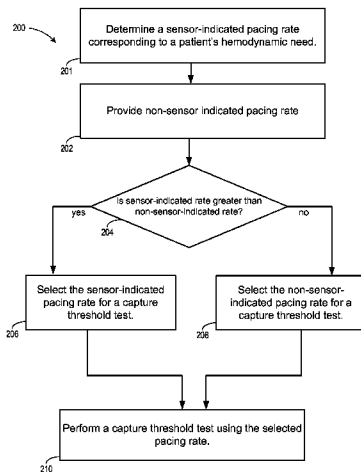 200
Determine a sensor-indicated pacing rate
corresponding to a patient's hemodynamic need.
201
Provide non-sensor indicated pacing rate
202
Is sensor-indicated rate greater than
non-sensor-indicated rate?
yes
no
204
Select the sensor-indicated
pacing rate for a capture
threshold test.
206
Select the non-sensor-
indicated pacing rate for a
capture threshold test.
208
Perform a capture threshold test using the selected
pacing rate.
210